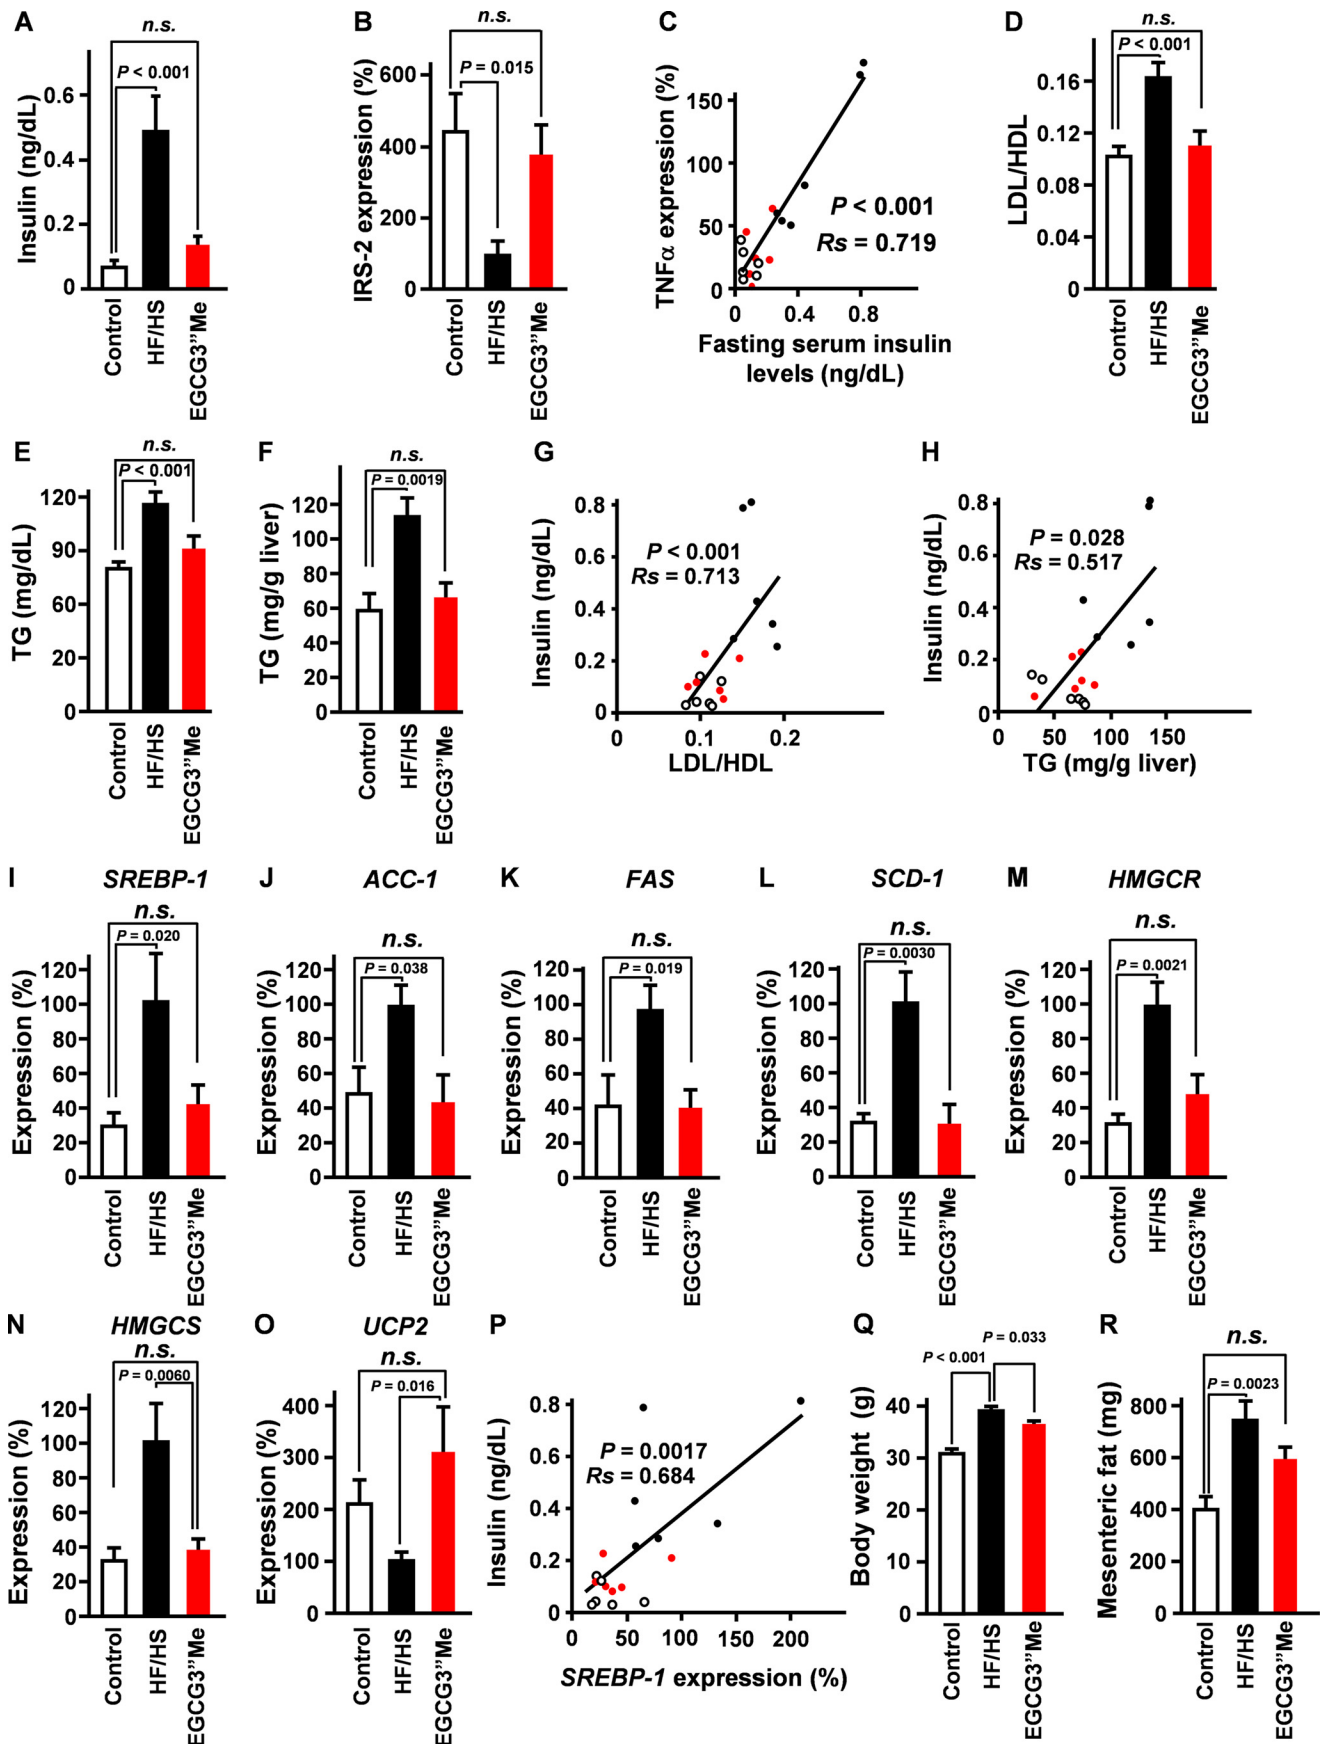 A
n.s.
P < 0.001
Insulin (ng/dL)
0.6
0.4
0.2
0
Control
HF/HS
EGCG3”Me
B
n.s.
P = 0.015
IRS-2 expression (%)
600
400
200
0
Control
HF/HS
EGCG3”Me
C
TNFα expression (%)
150
100
50
0
P < 0.001
Rs = 0.719
0 0.4 0.8
Fasting serum insulin
levels (ng/dL)
D
n.s.
P < 0.001
LDL/HDL
0.16
0.12
0.08
0.04
0
Control
HF/HS
EGCG3”Me
E
n.s.
P < 0.001
TG (mg/dL)
120
90
60
20
0
Control
HF/HS
EGCG3”Me
F
n.s.
P = 0.0019
TG (mg/g liver)
120
100
80
60
40
20
0
Control
HF/HS
EGCG3”Me
G
Insulin (ng/dL)
0.8
0.6
0.4
0.2
0
P < 0.001
Rs = 0.713
0 0.1 0.2
LDL/HDL
H
Insulin (ng/dL)
0.8
0.6
0.4
0.2
0
P = 0.028
Rs = 0.517
0 50 100 150
TG (mg/g liver)
I
SREBP-1
n.s.
P = 0.020
Expression (%)
120
100
80
60
40
20
0
Control
HF/HS
EGCG3”Me
J
ACC-1
n.s.
P = 0.038
Expression (%)
120
100
80
60
40
20
0
Control
HF/HS
EGCG3”Me
K
FAS
n.s.
P = 0.019
Expression (%)
120
100
80
60
40
20
0
Control
HF/HS
EGCG3”Me
L
SCD-1
n.s.
P = 0.0030
Expression (%)
120
100
80
60
40
20
0
Control
HF/HS
EGCG3”Me
M
HMGCR
n.s.
P = 0.0021
Expression (%)
120
100
80
60
40
20
0
Control
HF/HS
EGCG3”Me
N
HMGCS
n.s.
P = 0.0060
Expression (%)
120
100
80
60
40
20
0
Control
HF/HS
EGCG3”Me
O
UCP2
n.s.
P = 0.016
Expression (%)
400
300
200
100
0
Control
HF/HS
EGCG3”Me
P
Insulin (ng/dL)
0.8
0.6
0.4
0.2
0
P = 0.0017
Rs = 0.684
0 50 100 150 200
SREBP-1 expression (%)
Q
P = 0.033
P < 0.001
Body weight (g)
40
30
20
10
0
Control
HF/HS
EGCG3”Me
R
n.s.
P = 0.0023
Mesenteric fat (mg)
800
600
400
200
0
Control
HF/HS
EGCG3”Me